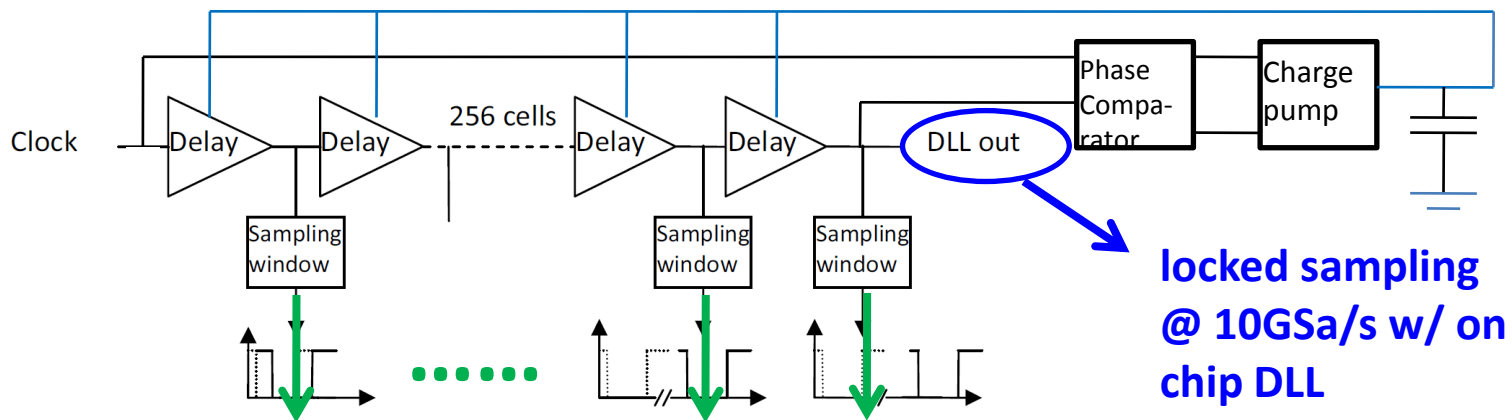 Clock
Delay
Delay
256 cells
Delay
Delay
DLL out
Phase
Compa-
rator
Charge
pump
Sampling
window
Sampling
window
Sampling
window
locked sampling
@ 10GSa/s w/ on
chip DLL